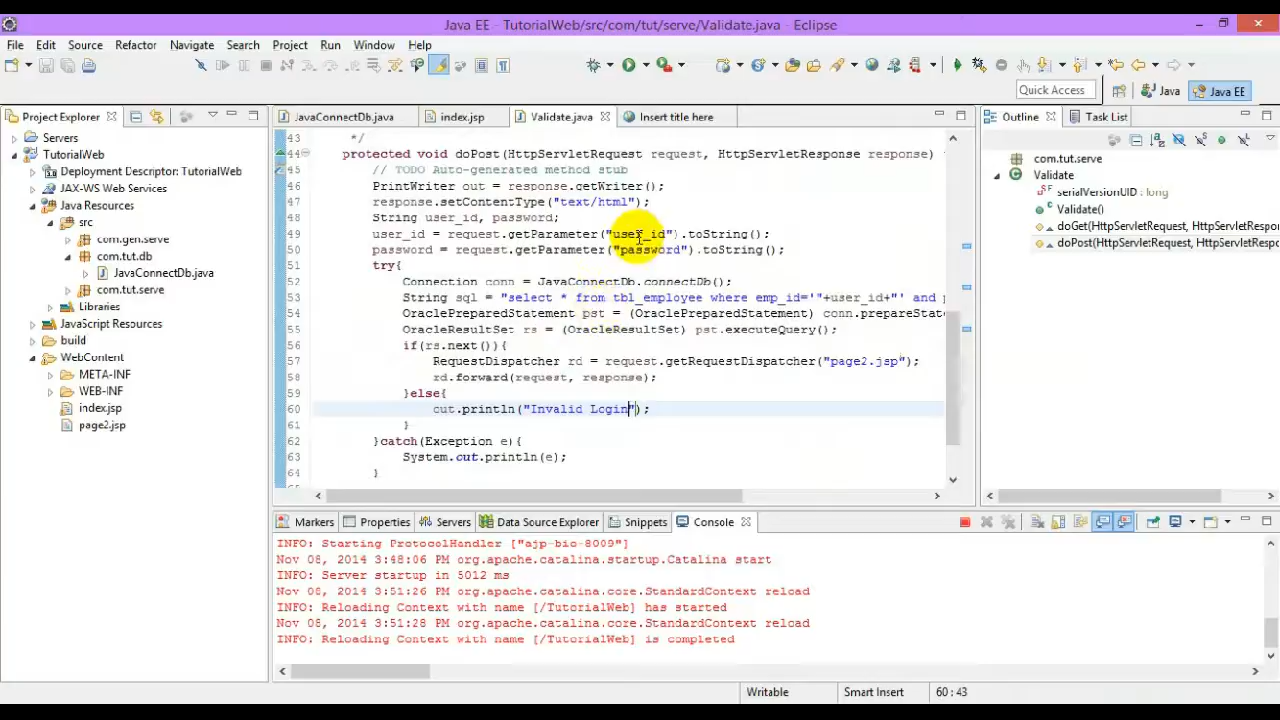 Java EE - TutorialWeb/src/com/tut/serve/Validate.java - Eclipse
File Edit Source Refactor Navigate Search Project Run Window Help
Quick Access Java Java EE
Project Explorer
Servers
TutorialWeb
Deployment Descriptor: TutorialWeb
JAX-WS Web Services
Java Resources
src
com.gen.serve
com.tut.db
JavaConnectDb.java
com.tut.serve
Libraries
JavaScript Resources
build
WebContent
META-INF
WEB-INF
index.jsp
page2.jsp
JavaConnectDb.java index.jsp Validate.java Insert title here
43 */
44 protected void doPost(HttpServletRequest request, HttpServletResponse response)
45 // TODO Auto-generated method stub
46 PrintWriter out = response.getWriter();
47 response.setContentType("text/html");
48 String user_id, password;
49 user_id = request.getParameter("user_id").toString();
50 password = request.getParameter("password").toString();
51 try{
52 Connection conn = JavaConnectDb.connectDb();
53 String sql = "select * from tbl_employee where emp_id='"+user_id+"' and p
54 OraclePreparedStatement pst = (OraclePreparedStatement) conn.prepareState
55 OracleResultSet rs = (OracleResultSet) pst.executeQuery();
56 if(rs.next()){
57 RequestDispatcher rd = request.getRequestDispatcher("page2.jsp");
58 rd.forward(request, response);
59 }else{
60 out.println("Invalid Login");
61 }
62 }catch(Exception e){
63 System.out.println(e);
64 }
Outline Task List
com.tut.serve
Validate
serialVersionUID : long
Validate()
doGet(HttpServletRequest, HttpServletRespons
doPost(HttpServletRequest, HttpServletRespon
Markers Properties Servers Data Source Explorer Snippets Console
INFO: Starting ProtocolHandler ["ajp-bio-8009"]
Nov 08, 2014 3:48:06 PM org.apache.catalina.startup.Catalina start
INFO: Server startup in 5012 ms
Nov 08, 2014 3:51:26 PM org.apache.catalina.core.StandardContext reload
INFO: Reloading Context with name [/TutorialWeb] has started
Nov 08, 2014 3:51:28 PM org.apache.catalina.core.StandardContext reload
INFO: Reloading Context with name [/TutorialWeb] is completed
Writable Smart Insert 60 : 43